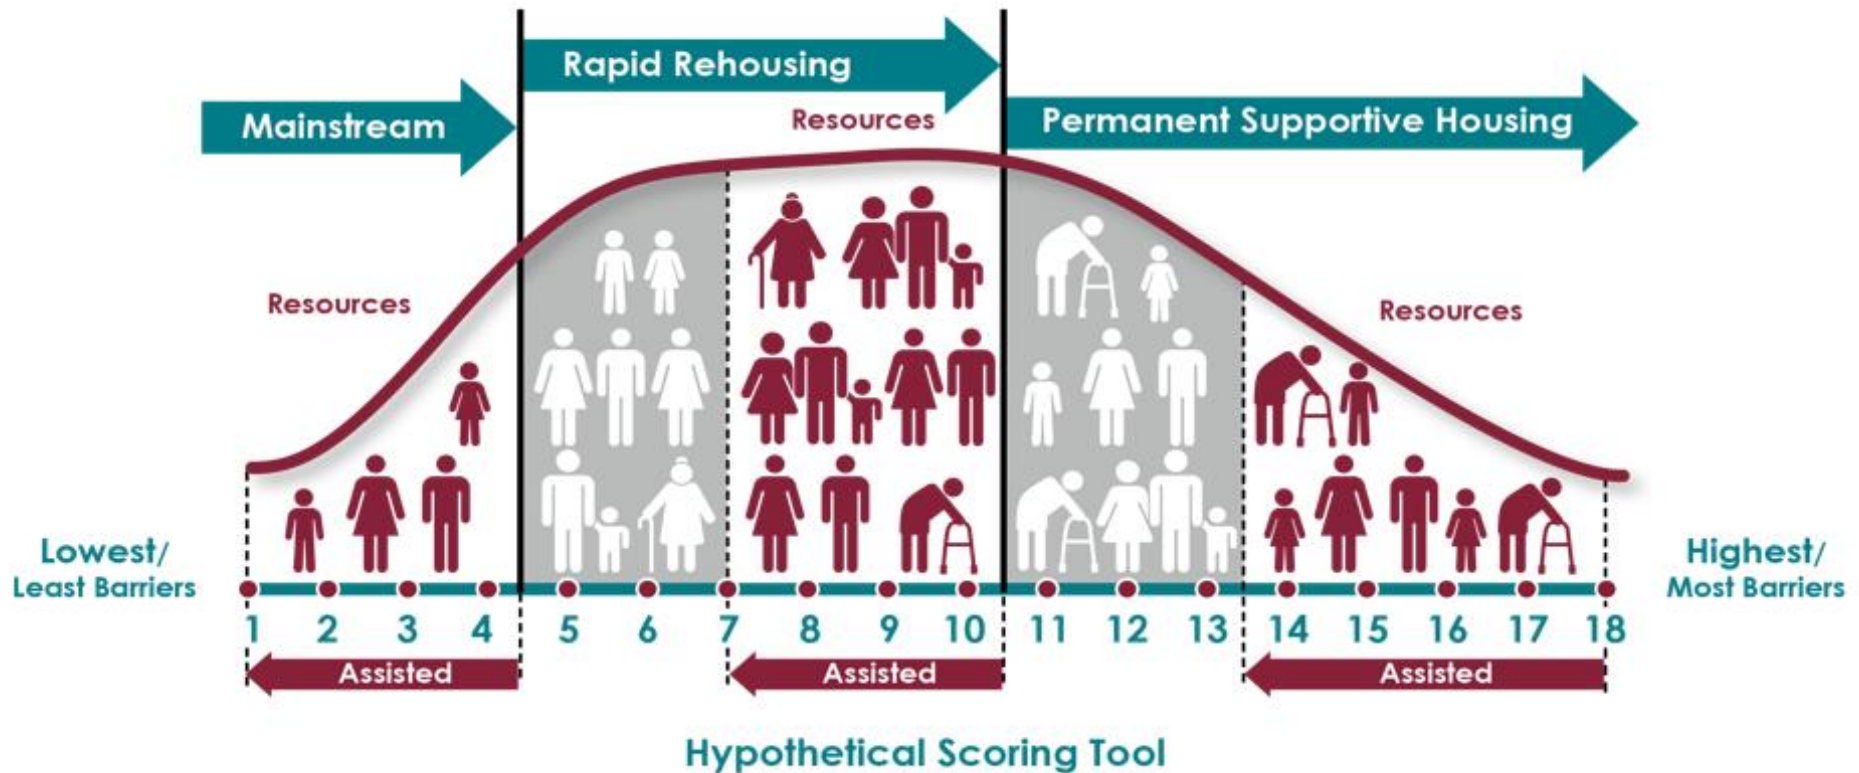 Rapid Rehousing
Mainstream
Resources
Permanent Supportive Housing
Resources
Resources
Lowest/
Least Barriers
Highest/
Most Barriers
1 2 3 4 5 6 7 8 9 10 11 12 13 14 15 16 17 18
Assisted
Assisted
Assisted
Hypothetical Scoring Tool